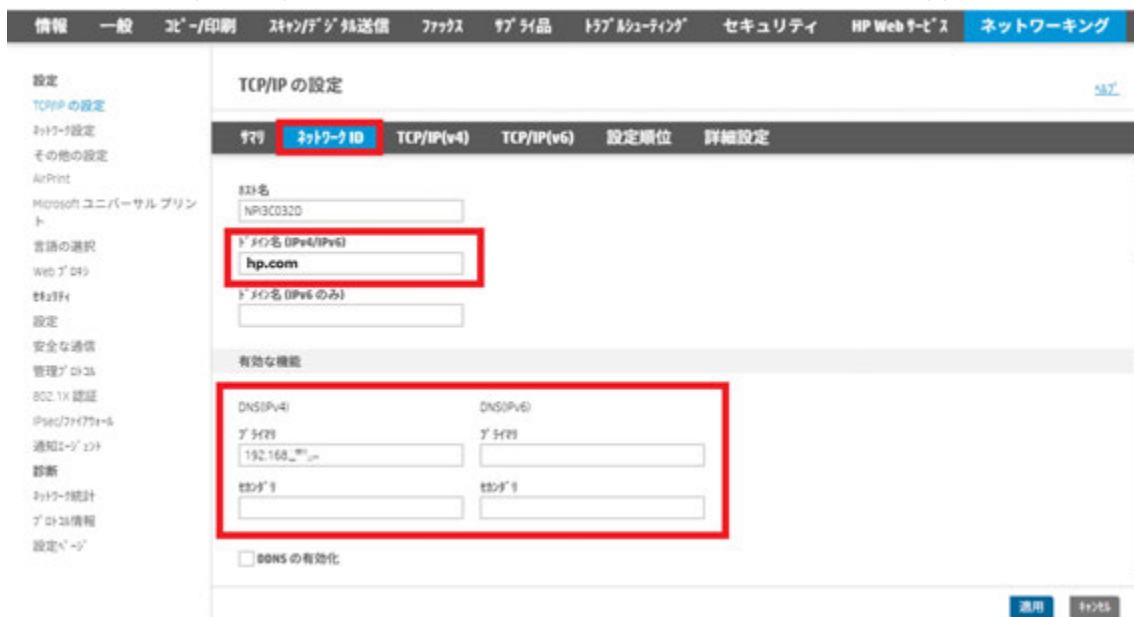 情報 一般 ｺﾋﾟｰ/印刷 ｽｷｬﾝ/ﾃﾞｼﾞﾀﾙ送信 ﾌｧｯｸｽ ｻﾌﾟﾗｲ品 ﾄﾗﾌﾞﾙｼｭｰﾃｨﾝｸﾞ セキュリティ HP Web ｻｰﾋﾞｽ ネットワーキング
設定
TCP/IP の設定
ﾈｯﾄﾜｰｸ設定
その他の設定
AirPrint
Microsoft ユニバーサル プリン
ト
言語の選択
Web ﾌﾟﾛｷｼ
ｾｷｭﾘﾃｨ
設定
安全な通信
管理ﾌﾟﾛﾄｺﾙ
802.1X 認証
IPsec/ﾌｧｲｱｳｫｰﾙ
通知ｴｰｼﾞｪﾝﾄ
診断
ﾈｯﾄﾜｰｸ統計
ﾌﾟﾛﾄｺﾙ情報
設定ﾍﾟｰｼﾞ
TCP/IP の設定
ﾍﾙﾌﾟ
ｻﾏﾘ ﾈｯﾄﾜｰｸ ID TCP/IP(v4) TCP/IP(v6) 設定順位 詳細設定
ﾎｽﾄ名
NPI3C032D
ﾄﾞﾒｲﾝ名 (IPv4/IPv6)
hp.com
ﾄﾞﾒｲﾝ名 (IPv6 のみ)
有効な機能
DNS(IPv4) DNS(IPv6)
ﾌﾟﾗｲﾏﾘ ﾌﾟﾗｲﾏﾘ
192.168.
ｾｶﾝﾀﾞﾘ ｾｶﾝﾀﾞﾘ
DDNS の有効化
適用 ｷｬﾝｾﾙ